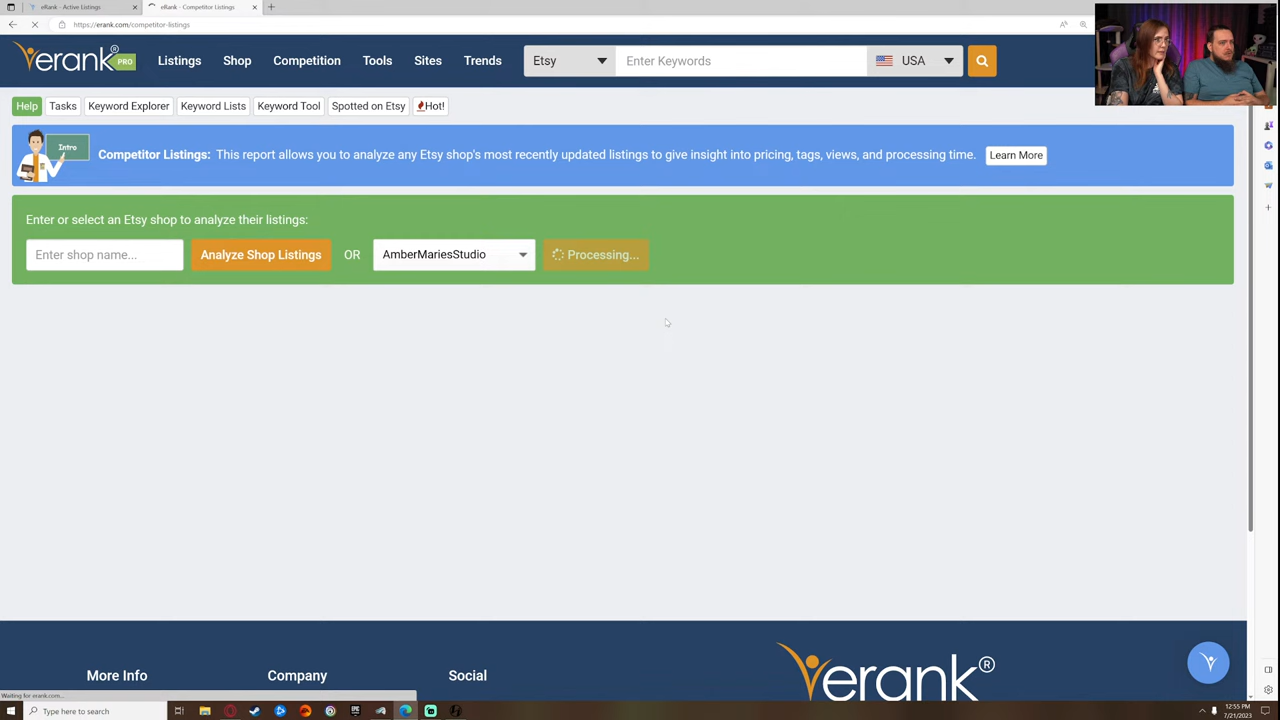 eRank - Active Listings
eRank - Competitor Listings
https://erank.com/competitor-listings
erank® PRO
Listings
Shop
Competition
Tools
Sites
Trends
Etsy
Enter Keywords
USA
Help
Tasks
Keyword Explorer
Keyword Lists
Keyword Tool
Spotted on Etsy
Hot!
Intro
Competitor Listings: This report allows you to analyze any Etsy shop's most recently updated listings to give insight into pricing, tags, views, and processing time.
Learn More
Enter or select an Etsy shop to analyze their listings:
Enter shop name...
Analyze Shop Listings
OR
AmberMariesStudio
Processing...
More Info
Company
Social
erank®
Waiting for erank.com...
Type here to search
12:55 PM
7/21/2023